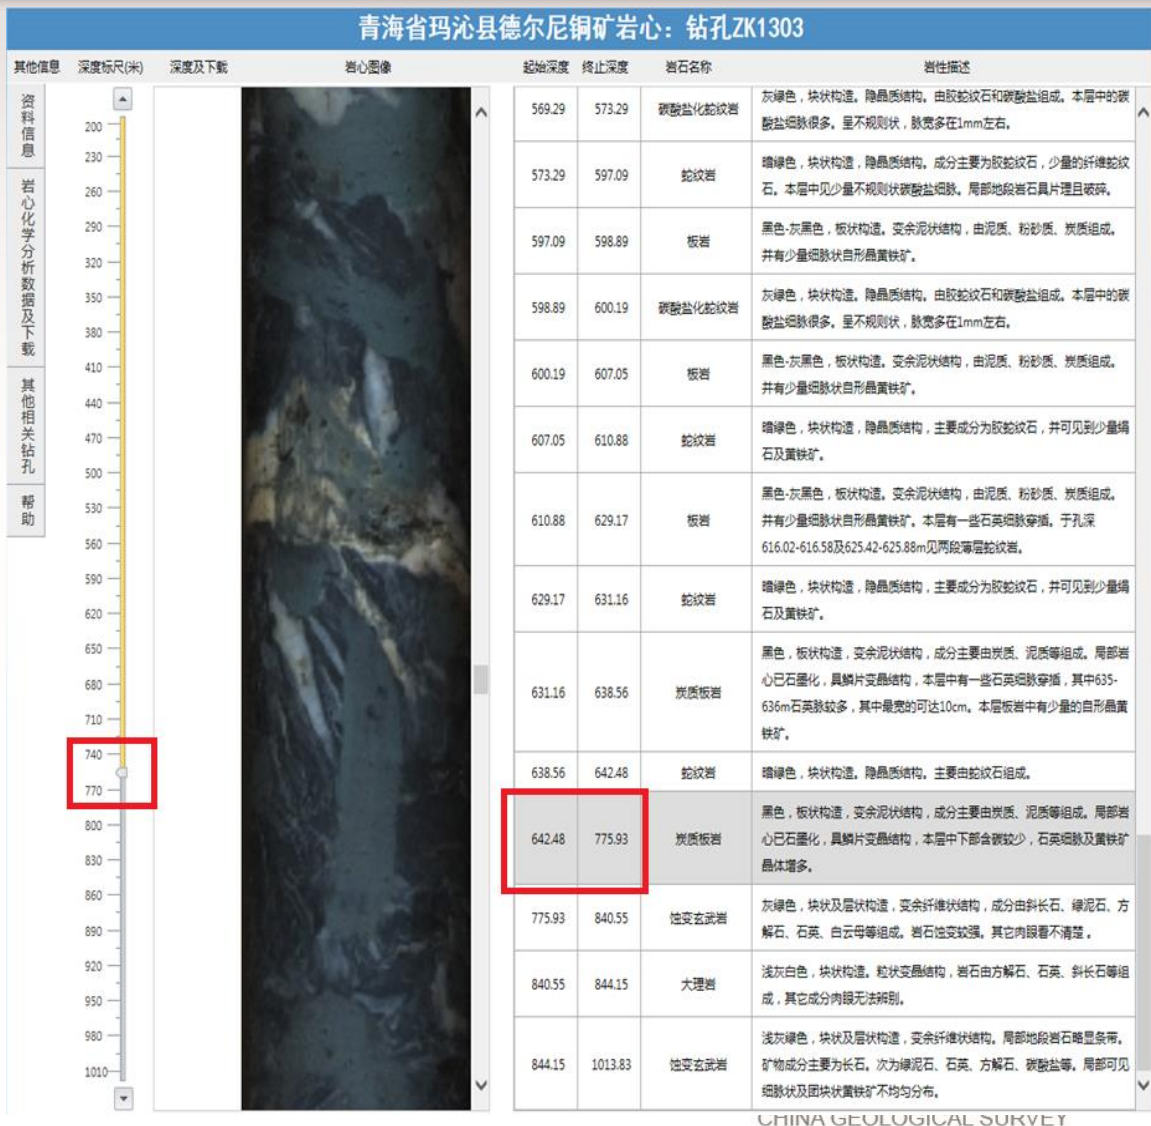 青海省玛沁县德尔尼铜矿岩心：钻孔ZK1303
其他信息 深度标尺(米) 深度及下载 岩心图像 起始深度 终止深度 岩石名称 岩性描述
资料信息
岩心化学分析数据及下载
其他相关钻孔
帮助
200
230
260
290
320
350
380
410
440
470
500
530
560
590
620
650
680
710
740
770
800
830
860
890
920
950
980
1010
569.29 573.29 碳酸盐化蛇纹岩 灰绿色，块状构造。隐晶质结构。由胶蛇纹石和碳酸盐组成。本层中的碳
酸盐细脉很多。呈不规则状，脉宽多在1mm左右。
573.29 597.09 蛇纹岩 暗绿色，块状构造，隐晶质结构。成分主要为胶蛇纹石，少量的纤维蛇纹
石。本层中见少量不规则状碳酸盐细脉。局部地段岩石具片理且破碎。
597.09 598.89 板岩 黑色-灰黑色，板状构造。变余泥状结构，由泥质、粉砂质、炭质组成。
并有少量细脉状自形晶黄铁矿。
598.89 600.19 碳酸盐化蛇纹岩 灰绿色，块状构造。隐晶质结构。由胶蛇纹石和碳酸盐组成。本层中的碳
酸盐细脉很多。呈不规则状，脉宽多在1mm左右。
600.19 607.05 板岩 黑色-灰黑色，板状构造。变余泥状结构，由泥质、粉砂质、炭质组成。
并有少量细脉状自形晶黄铁矿。
607.05 610.88 蛇纹岩 暗绿色，块状构造，隐晶质结构，主要成分为胶蛇纹石，并可见到少量绢
石及黄铁矿。
610.88 629.17 板岩 黑色-灰黑色，板状构造。变余泥状结构，由泥质、粉砂质、炭质组成。
并有少量细脉状自形晶黄铁矿。本层有一些石英细脉穿插。于孔深
616.02-616.58及625.42-625.88m见两段薄层蛇纹岩。
629.17 631.16 蛇纹岩 暗绿色，块状构造，隐晶质结构，主要成分为胶蛇纹石，并可见到少量绢
石及黄铁矿。
631.16 638.56 炭质板岩 黑色，板状构造，变余泥状结构，成分主要由炭质、泥质等组成。局部岩
心已石墨化，具鳞片变晶结构，本层中有一些石英细脉穿插，其中635-
636m石英脉较多，其中最宽的可达10cm。本层板岩中有少量的自形晶黄
铁矿。
638.56 642.48 蛇纹岩 暗绿色，块状构造。隐晶质结构。主要由蛇纹石组成。
642.48 775.93 炭质板岩 黑色，板状构造，变余泥状结构，成分主要由炭质、泥质等组成。局部岩
心已石墨化，具鳞片变晶结构，本层中下部含碳较少，石英细脉及黄铁矿
晶体增多。
775.93 840.55 蚀变玄武岩 灰绿色，块状及层状构造，变余纤维状结构，成分由斜长石、绿泥石、方
解石、石英、白云母等组成。岩石蚀变较强。其它肉眼看不清楚。
840.55 844.15 大理岩 浅灰白色，块状构造。粒状变晶结构，岩石由方解石、石英、斜长石等组
成，其它成分肉眼无法辨别。
844.15 1013.83 蚀变玄武岩 浅灰绿色，块状及层状构造，变余纤维状结构。局部地段岩石略显条带。
矿物成分主要为长石。次为绿泥石、石英、方解石、碳酸盐等。局部可见
细脉状及团块状黄铁矿不均匀分布。
CHINA GEOLOGICAL SURVEY